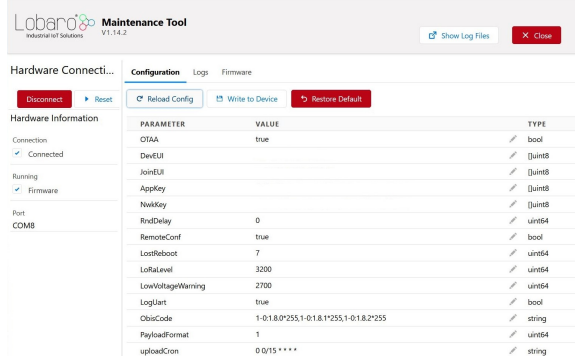 Lobaro
Industrial IoT Solutions
Maintenance Tool
V1.14.2
Show Log Files
Close
Hardware Connecti...
Configuration Logs Firmware
Disconnect Reset
Reload Config Write to Device Restore Default
Hardware Information
PARAMETER VALUE TYPE
OTAA true bool
Connection
Connected
DevEUI []uint8
JoinEUI []uint8
Running
Firmware
AppKey []uint8
NwkKey []uint8
Port
COM8
RndDelay 0 uint64
RemoteConf true bool
LostReboot 7 uint64
LoRaLevel 3200 uint64
LowVoltageWarning 2700 uint64
LogUart true bool
ObisCode 1-0:1.8.0*255,1-0:1.8.1*255,1-0:1.8.2*255 string
PayloadFormat 1 uint64
uploadCron 0 0/15 * * * * string